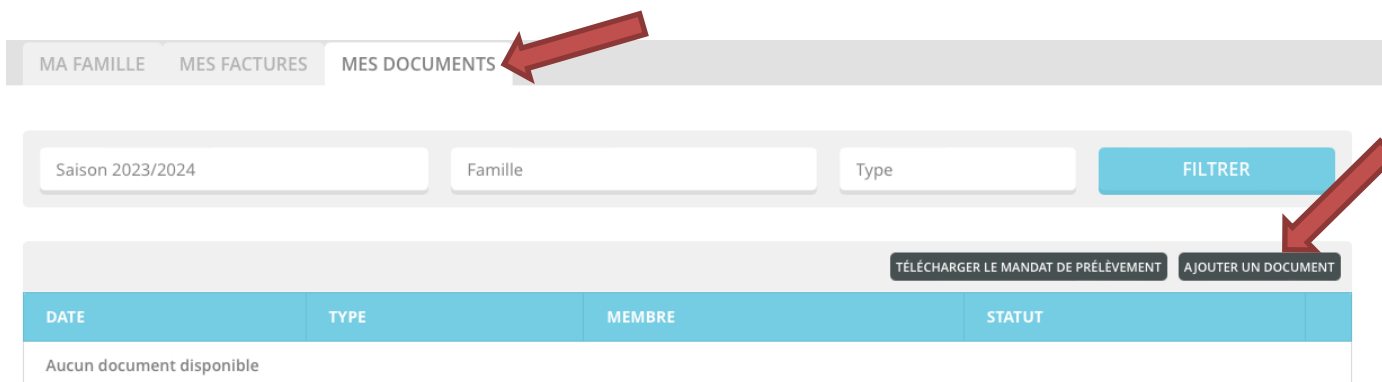 MA FAMILLE MES FACTURES MES DOCUMENTS
Saison 2023/2024 Famille Type FILTRER
TÉLÉCHARGER LE MANDAT DE PRÉLÈVEMENT AJOUTER UN DOCUMENT
DATE TYPE MEMBRE STATUT
Aucun document disponible